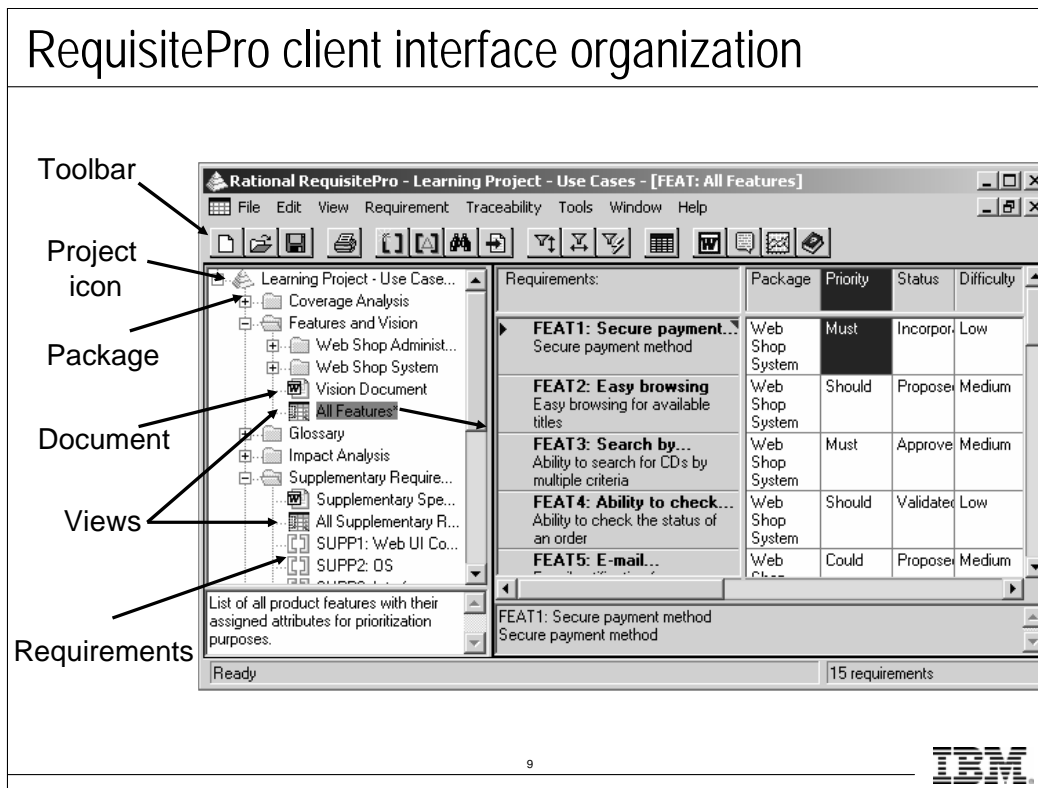 RequisitePro client interface organization
Toolbar
Project
icon
Package
Document
Views
Requirements
Rational RequisitePro - Learning Project - Use Cases - [FEAT: All Features]
File Edit View Requirement Traceability Tools Window Help
Learning Project - Use Case...
Coverage Analysis
Features and Vision
Web Shop Administ...
Web Shop System
Vision Document
All Features*
Glossary
Impact Analysis
Supplementary Require...
Supplementary Spe...
All Supplementary R...
SUPP1: Web UI Co...
SUPP2: OS
List of all product features with their
assigned attributes for prioritization
purposes.
Requirements: Package Priority Status Difficulty
FEAT1: Secure payment...
Secure payment method
Web
Shop
System
Must Incorpor Low
FEAT2: Easy browsing
Easy browsing for available
titles
Web
Shop
System
Should Propose Medium
FEAT3: Search by...
Ability to search for CDs by
multiple criteria
Web
Shop
System
Must Approve Medium
FEAT4: Ability to check...
Ability to check the status of
an order
Web
Shop
System
Should Validated Low
FEAT5: E-mail...
Web
Could Propose Medium
FEAT1: Secure payment method
Secure payment method
Ready 15 requirements
9
IBM